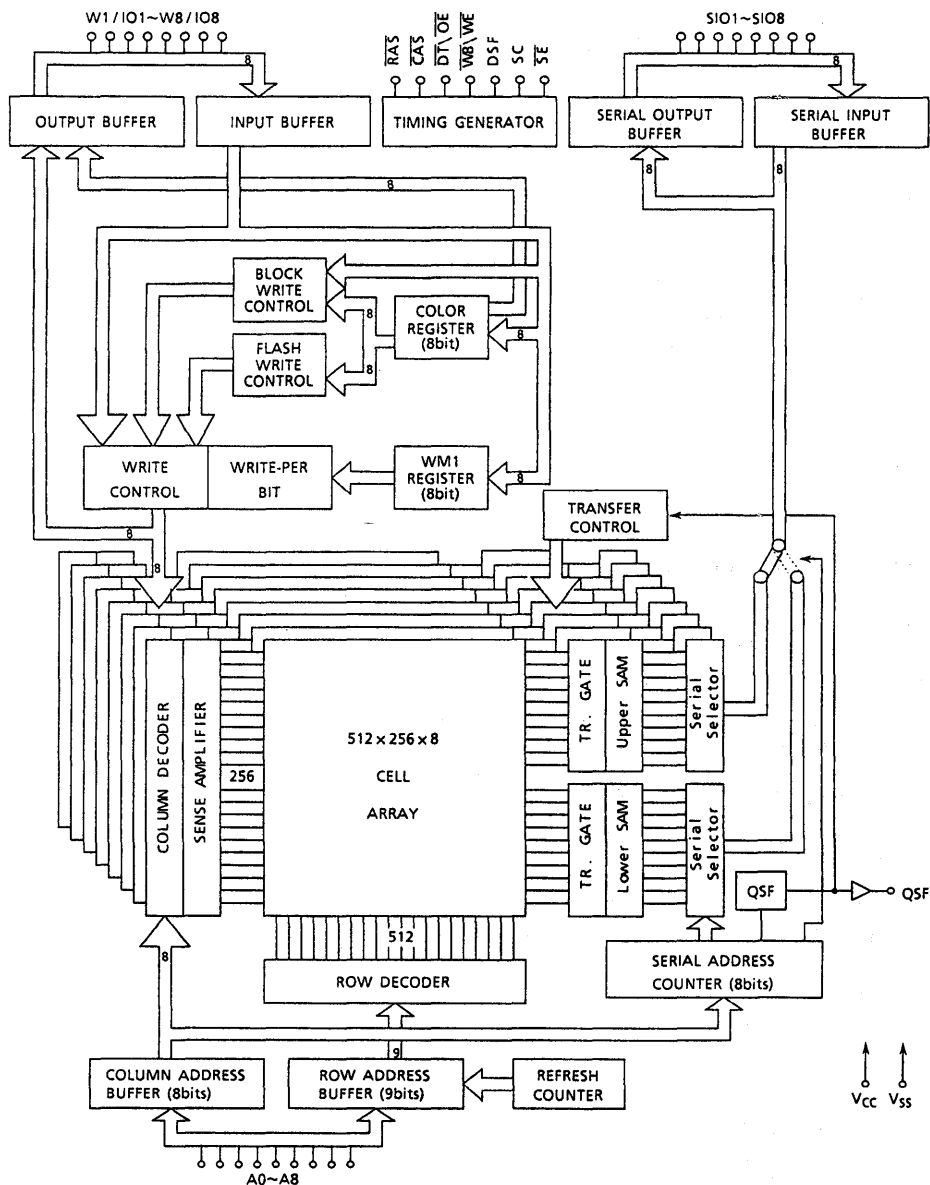 W1/IO1~W8/IO8
SIO1~SIO8
RAS
CAS
DT\OE
WB\WE
DSF
SC
SE
8
8
OUTPUT BUFFER
INPUT BUFFER
TIMING GENERATOR
SERIAL OUTPUT
BUFFER
SERIAL INPUT
BUFFER
8
8
8
BLOCK
WRITE
CONTROL
COLOR
REGISTER
(8bit)
8
8
FLASH
WRITE
CONTROL
WRITE
CONTROL
WRITE-PER
BIT
WM1
REGISTER
(8bit)
8
TRANSFER
CONTROL
8
8
COLUMN DECODER
SENSE AMPLIFIER
256
512×256×8
CELL
ARRAY
TR. GATE
Upper SAM
Serial
Selector
TR. GATE
Lower SAM
Serial
Selector
QSF
QSF
512
8
ROW DECODER
SERIAL ADDRESS
COUNTER (8bits)
9
COLUMN ADDRESS
BUFFER (8bits)
ROW ADDRESS
BUFFER (9bits)
REFRESH
COUNTER
VCC
VSS
A0~A8